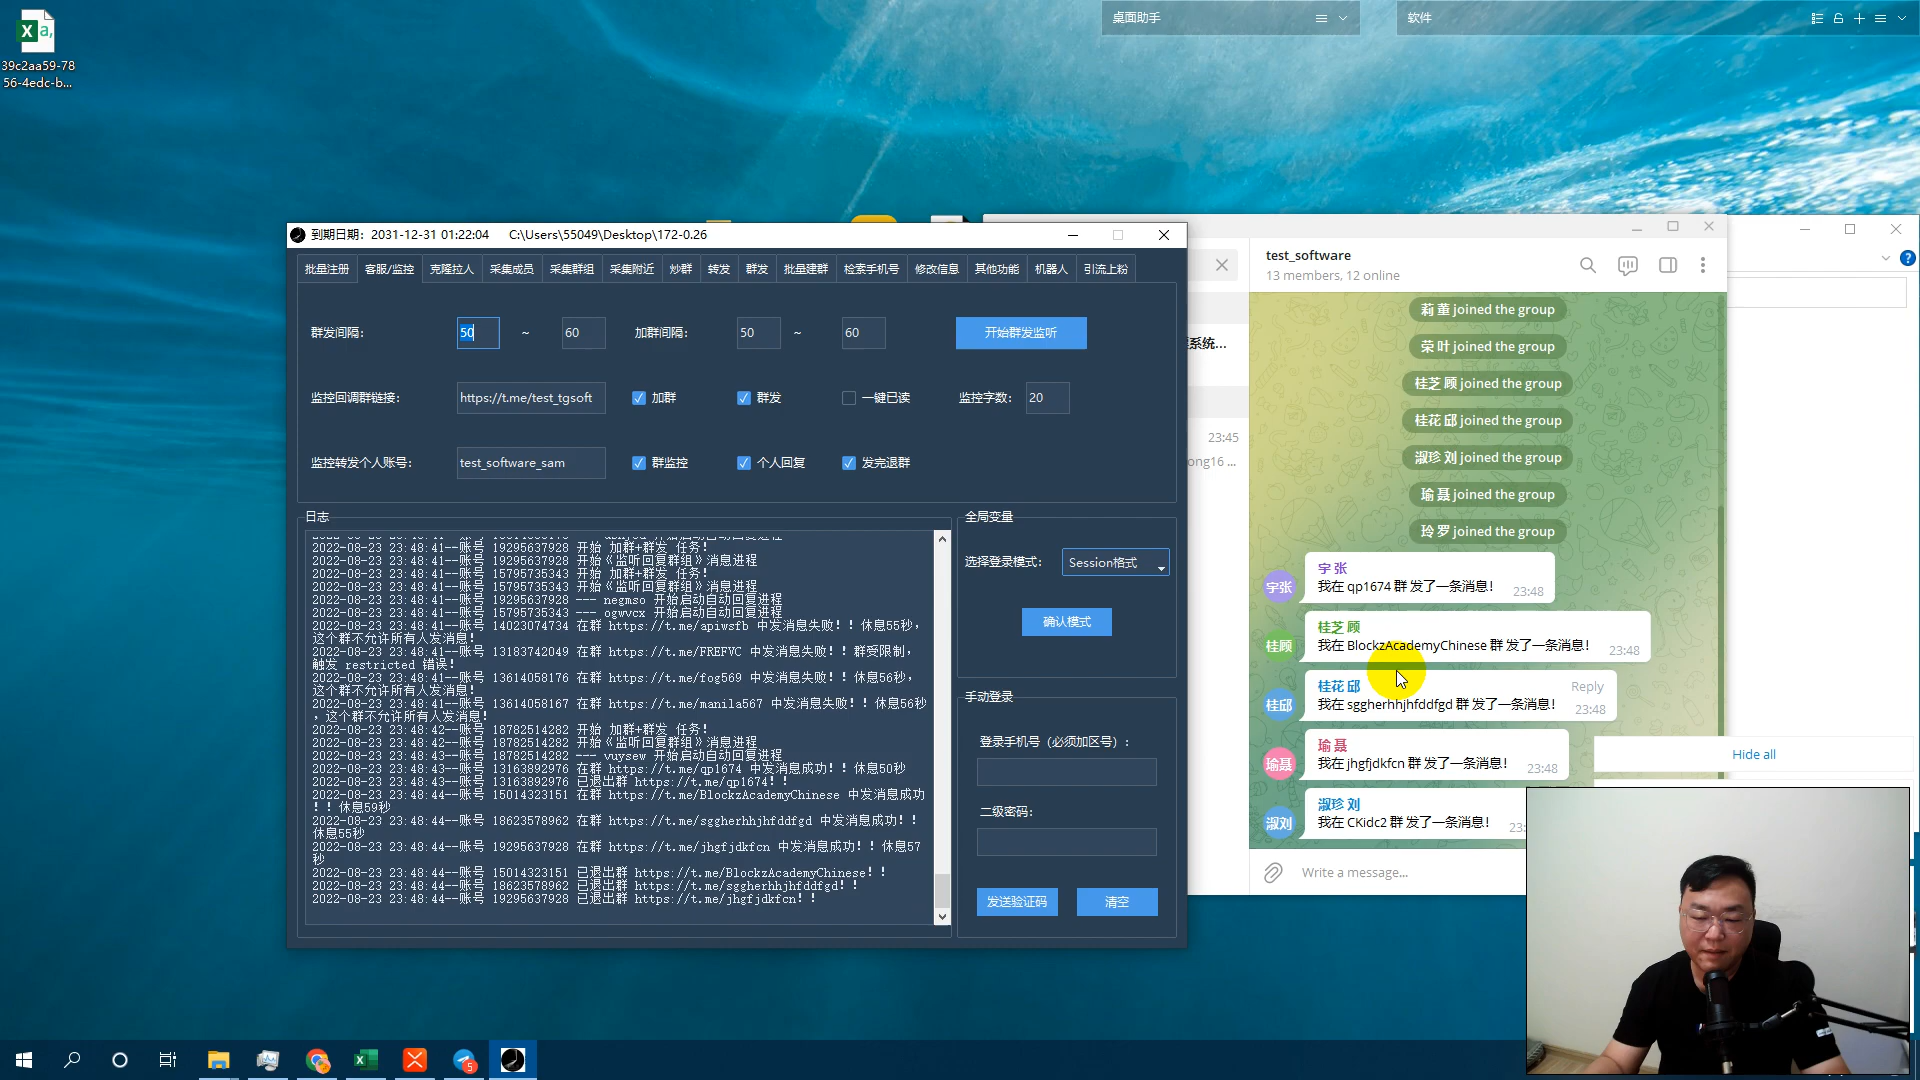 39c2aa59-78
56-4edc-b...
桌面助手
软件
到期日期： 2031-12-31 01:22:04 C:\Users\55049\Desktop\172-0.26
批量注册 客服/监控 克隆拉人 采集成员 采集群组 采集附近 炒群 转发 群发 批量建群 检索手机号 修改信息 其他功能 机器人 引流上粉
群发间隔： 50 ~ 60 加群间隔： 50 ~ 60 开始群发监听
监控回调群链接： https://t.me/test_tgsoft 加群 群发 一键已读 监控字数： 20
监控转发个人账号： test_software_sam 群监控 个人回复 发完退群
日志
2022-08-23 23:48:41--账号 19295637928 开始 加群+群发 任务！
2022-08-23 23:48:41--账号 19295637928 开始《监听回复群组》消息进程
2022-08-23 23:48:41--账号 15795735343 开始 加群+群发 任务！
2022-08-23 23:48:41--账号 15795735343 开始《监听回复群组》消息进程
2022-08-23 23:48:41--账号 19295637928 --- negmso 开始启动自动回复进程
2022-08-23 23:48:41--账号 15795735343 --- ogwvcx 开始启动自动回复进程
2022-08-23 23:48:41--账号 14023074734 在群 https://t.me/apiwsfb 中发消息失败！！休息55秒，
这个群不允许所有人发消息！
2022-08-23 23:48:41--账号 13183742049 在群 https://t.me/FREFVC 中发消息失败！！群受限制，
触发 restricted 错误！
2022-08-23 23:48:41--账号 13614058176 在群 https://t.me/fog569 中发消息失败！！休息56秒，
这个群不允许所有人发消息！
2022-08-23 23:48:41--账号 13614058167 在群 https://t.me/manila567 中发消息失败！！休息56秒
，这个群不允许所有人发消息！
2022-08-23 23:48:42--账号 18782514282 开始 加群+群发 任务！
2022-08-23 23:48:42--账号 18782514282 开始《监听回复群组》消息进程
2022-08-23 23:48:42--账号 18782514282 --- vuysew 开始启动自动回复进程
2022-08-23 23:48:43--账号 13163892976 在群 https://t.me/qp1674 中发消息成功！！休息50秒
2022-08-23 23:48:43--账号 13163892976 已退出群 https://t.me/qp1674！！
2022-08-23 23:48:44--账号 15014323151 在群 https://t.me/BlockzAcademyChinese 中发消息成功
！！休息59秒
2022-08-23 23:48:44--账号 18623578962 在群 https://t.me/sggherhhjhfddfgd 中发消息成功！！
休息55秒
2022-08-23 23:48:44--账号 19295637928 在群 https://t.me/jhgfjdkfcn 中发消息成功！！休息57
秒
2022-08-23 23:48:44--账号 15014323151 已退出群 https://t.me/BlockzAcademyChinese！！
2022-08-23 23:48:44--账号 18623578962 已退出群 https://t.me/sggherhhjhfddfgd！！
2022-08-23 23:48:44--账号 19295637928 已退出群 https://t.me/jhgfjdkfcn！！
全局变量
选择登录模式： Session格式
确认模式
手动登录
登录手机号（必须加区号）：
二级密码：
发送验证码 清空
系统...
23:45
ong16 ...
test_software
13 members, 12 online
莉 董 joined the group
荣 叶 joined the group
桂芝 顾 joined the group
桂花 邱 joined the group
淑珍 刘 joined the group
瑜 聂 joined the group
玲 罗 joined the group
宇张
宇 张
我在 qp1674 群 发了一条消息！ 23:48
桂顾
桂芝 顾
我在 BlockzAcademyChinese 群 发了一条消息！ 23:48
桂邱
桂花 邱 Reply
我在 sggherhhjhfddfgd 群 发了一条消息！ 23:48
瑜聂
瑜 聂
我在 jhgfjdkfcn 群 发了一条消息！ 23:48
淑刘
淑珍 刘
我在 CKidc2 群 发了一条消息！ 23:
Write a message...
Hide all
5